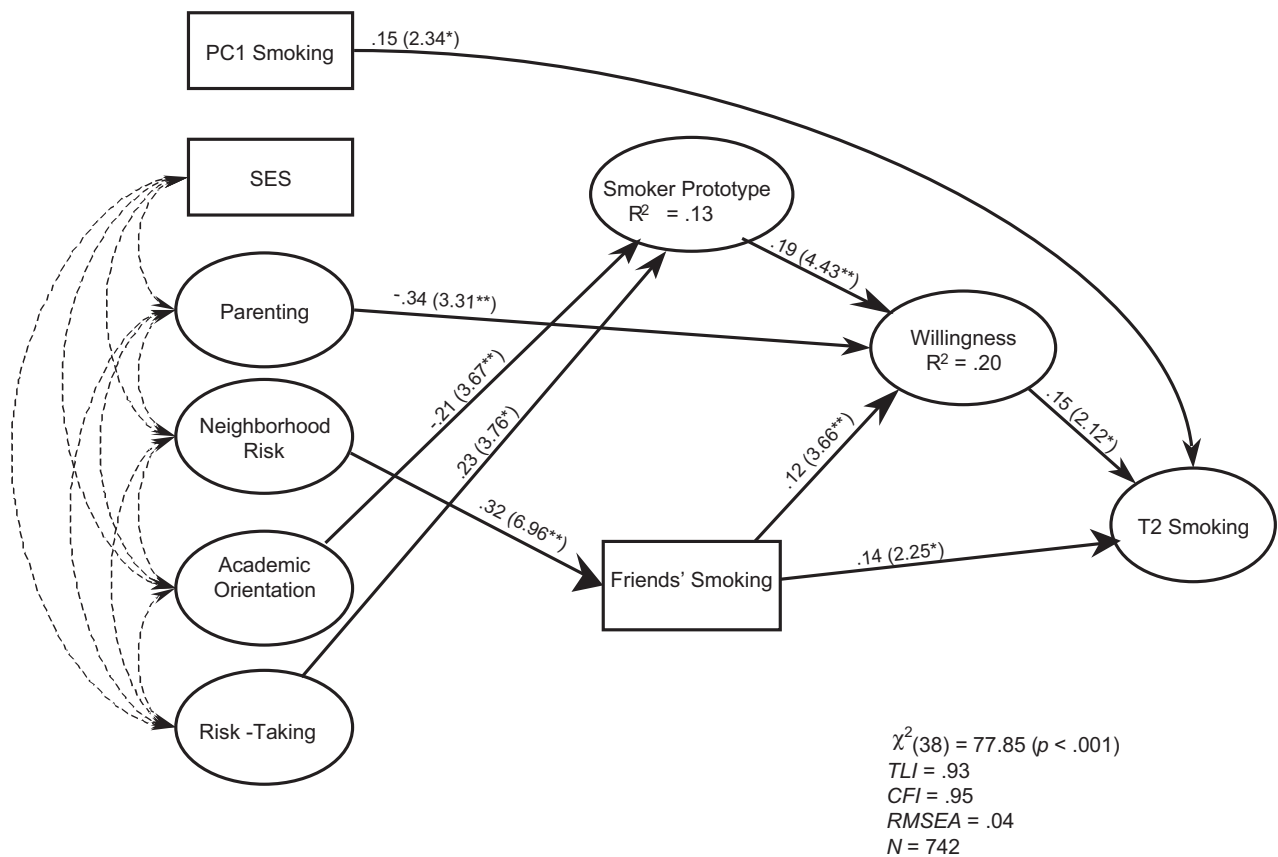 PC1 Smoking
.15 (2.34*)
SES
Smoker Prototype
R² = .13
.19 (4.43**)
Parenting
-.34 (3.31**)
Willingness
R² = .20
-.21 (3.67**)
.23 (3.76*)
.15 (2.12*)
Neighborhood
Risk
.32 (6.96**)
.12 (3.66**)
T2 Smoking
Academic
Orientation
Friends' Smoking
.14 (2.25*)
Risk -Taking
χ²(38) = 77.85 (p < .001)
TLI = .93
CFI = .95
RMSEA = .04
N = 742